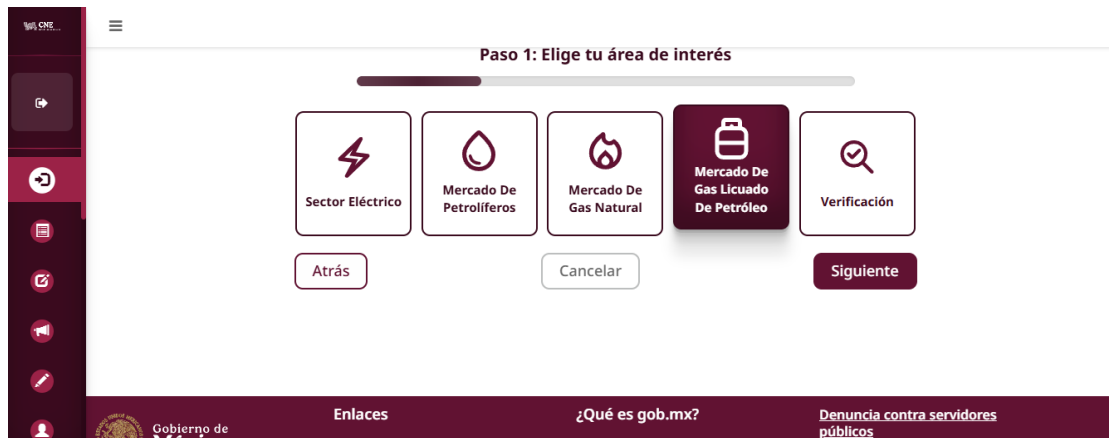 CNE
Paso 1: Elige tu área de interés
Sector Eléctrico
Mercado De
Petrolíferos
Mercado De
Gas Natural
Mercado De
Gas Licuado
De Petróleo
Verificación
Atrás
Cancelar
Siguiente
Gobierno de
Enlaces
¿Qué es gob.mx?
Denuncia contra servidores
públicos